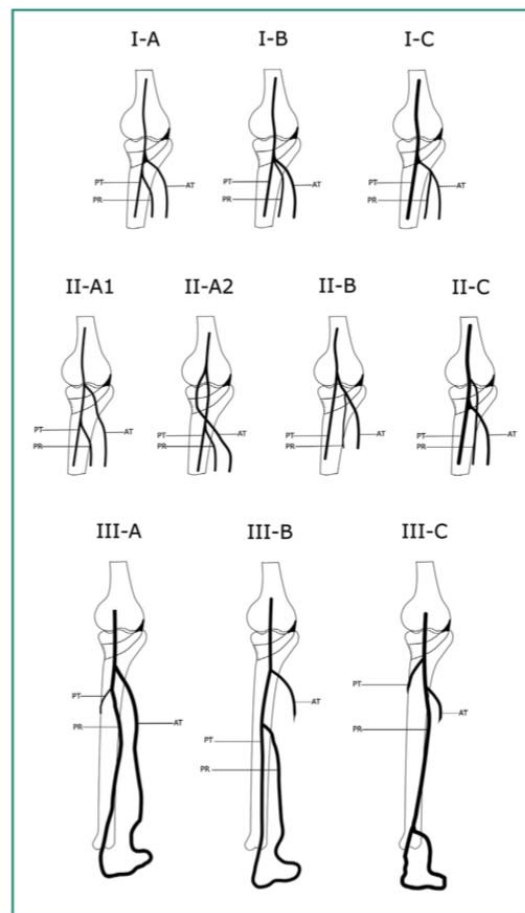 I-A I-B I-C
PT AT PT AT PT AT
PR PR PR
II-A1 II-A2 II-B II-C
PT AT PT AT PT AT PT AT
PR PR PR PR
III-A III-B III-C
PT AT
PR
AT
PT
PR
PT AT
PR